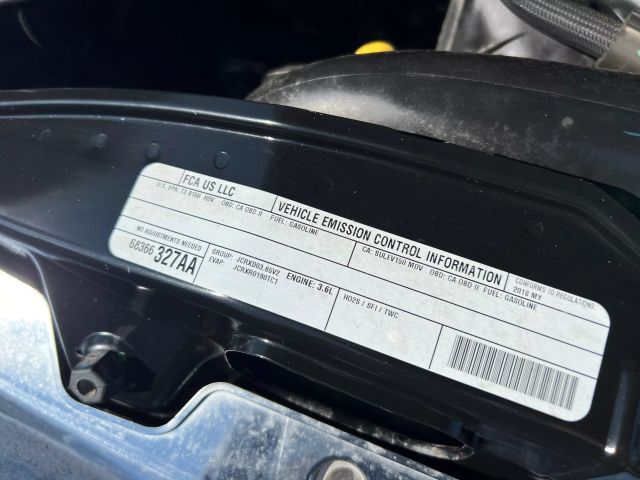 FCA US LLC
VEHICLE EMISSION CONTROL INFORMATION
CONFORMS TO REGULATIONS:
2018 MY
U.S. EPA: T3 B150 HDV OBD: CA OBD II FUEL: GASOLINE
CA: SULEV150 MDV OBD: CA OBD II FUEL: GASOLINE
NO ADJUSTMENTS NEEDED
68366 327AA
GROUP: JCRXD03.65V2
EVAP: JCRXR0180TC1
ENGINE: 3.6L
HO2S / SFI / TWC